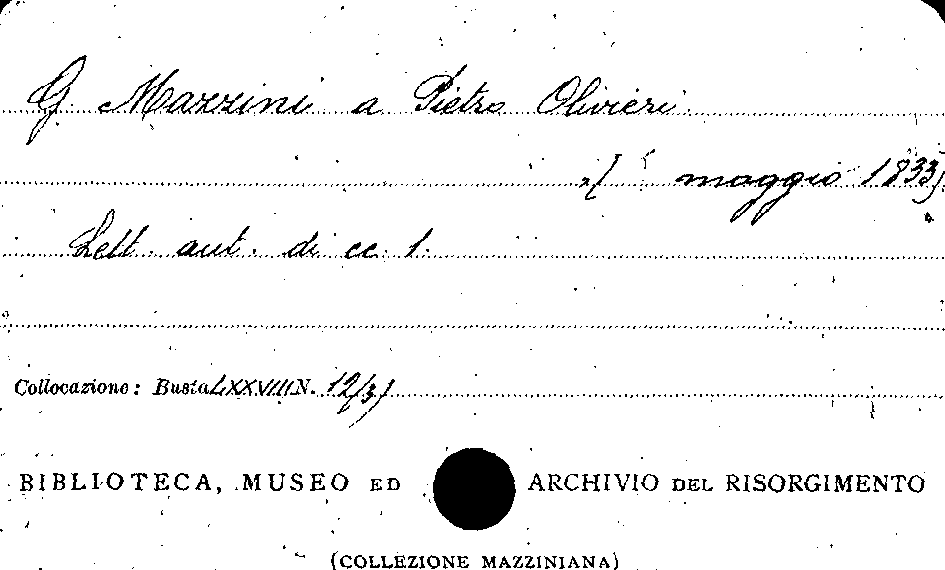 G Mazzini a Pietro Olivieri
[ maggio 1833]
Lett. aut. di cc. 1.
Collocazione: Busta LXXVIII N. 12/3)
BIBLIOTECA, MUSEO ED ARCHIVIO DEL RISORGIMENTO
(COLLEZIONE MAZZINIANA)